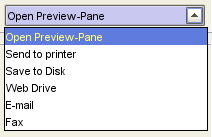 Open Preview-Pane
Open Preview-Pane
Send to printer
Save to Disk
Web Drive
E-mail
Fax